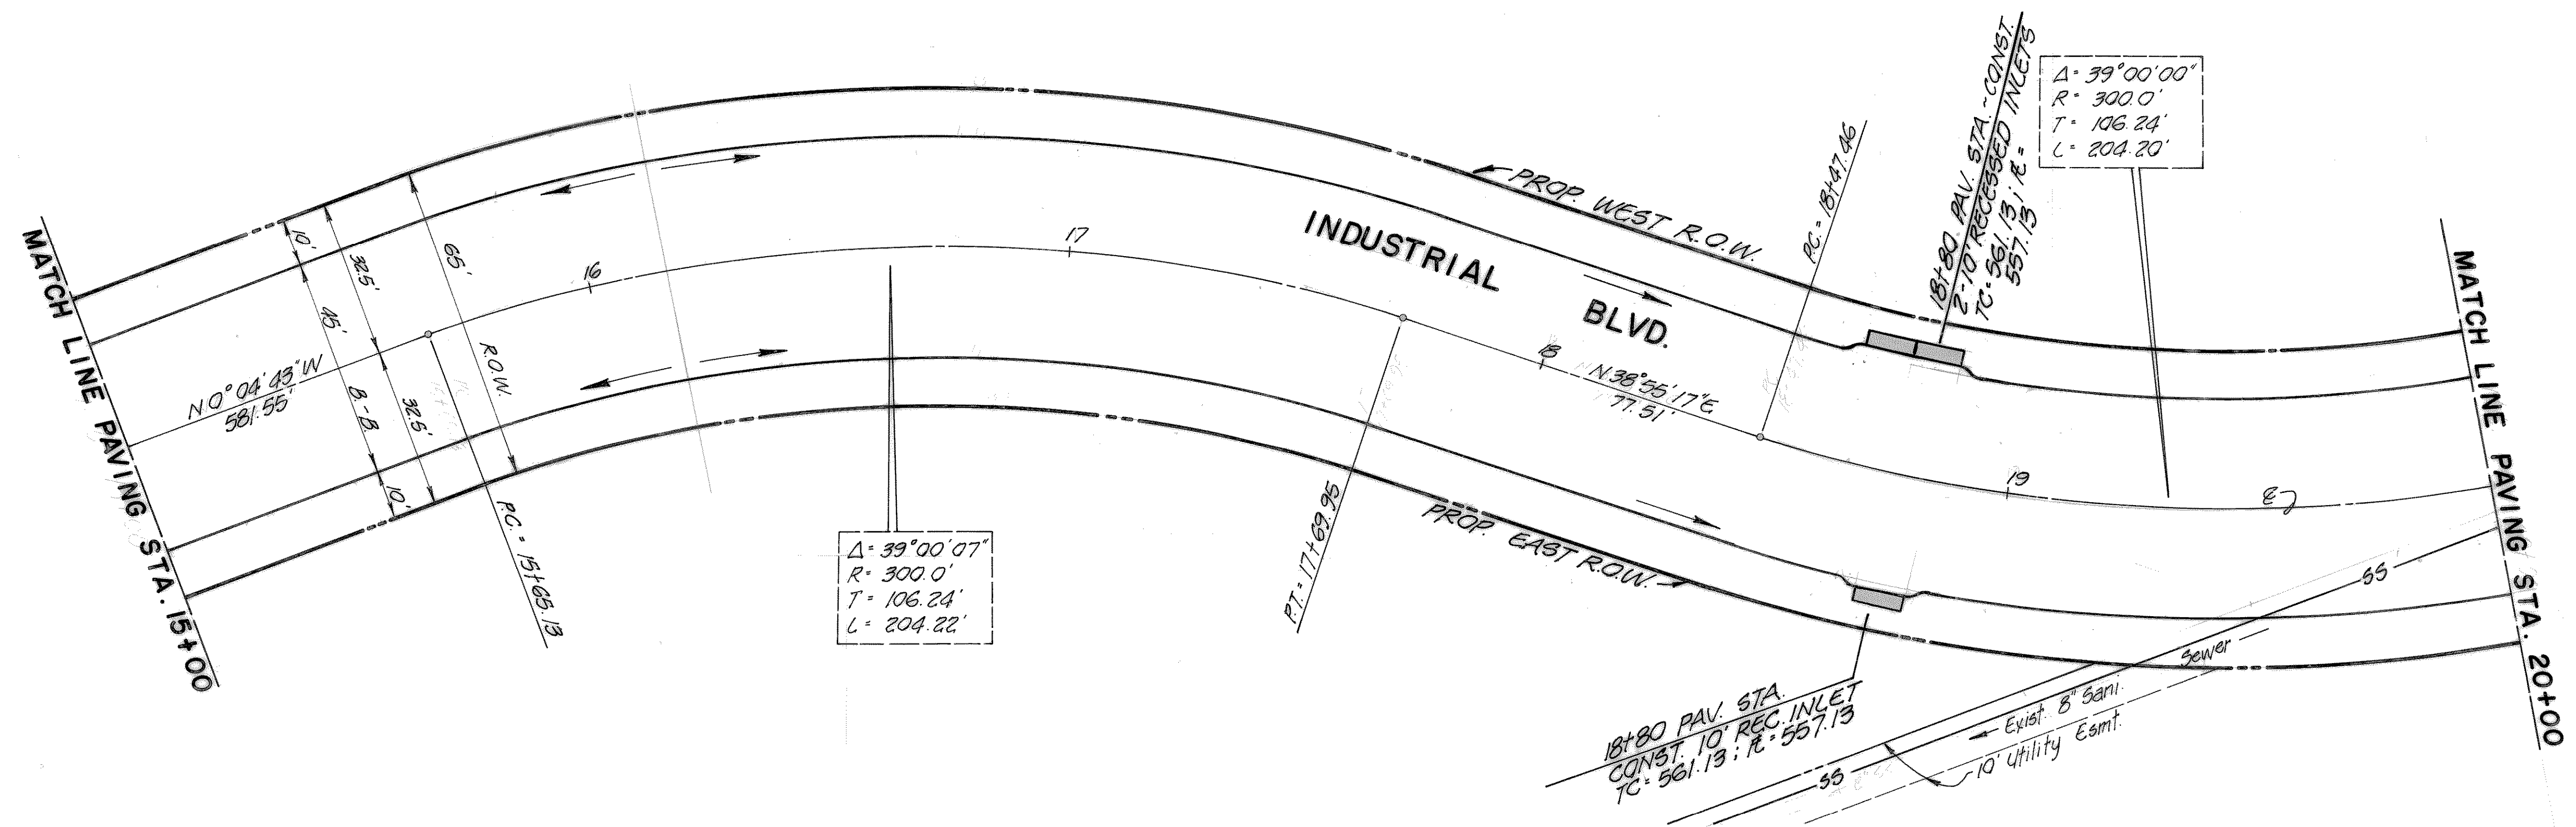 MATCH LINE PAVING STA. 15+00
N.0°04'43"W
581.55'
10'
45'
B.-B.
10'
32.5'
32.5'
65'
R.O.W.
P.C. = 15+65.13
16
17
Δ= 39°00'07"
R= 300.0'
T= 106.24'
L= 204.22'
P.T. = 17+69.95
INDUSTRIAL
BLVD.
PROP. WEST R.O.W.
PROP. EAST R.O.W.
18
N.38°55'17"E.
77.51'
P.C. = 18+47.46
18+80 PAV. STA. ~ CONST.
2-10' RECESSED INLETS
TC= 561.13 ; ℄=
557.13
Δ= 39°00'00"
R= 300.0'
T= 106.24'
L= 204.20'
19
℄
18+80 PAV. STA.
CONST. 10' REC. INLET
TC= 561.13 ; ℄= 557.13
SS
Sewer
Exist. 8" Sani.
10' Utility Esmt.
SS
MATCH LINE PAVING STA. 20+00